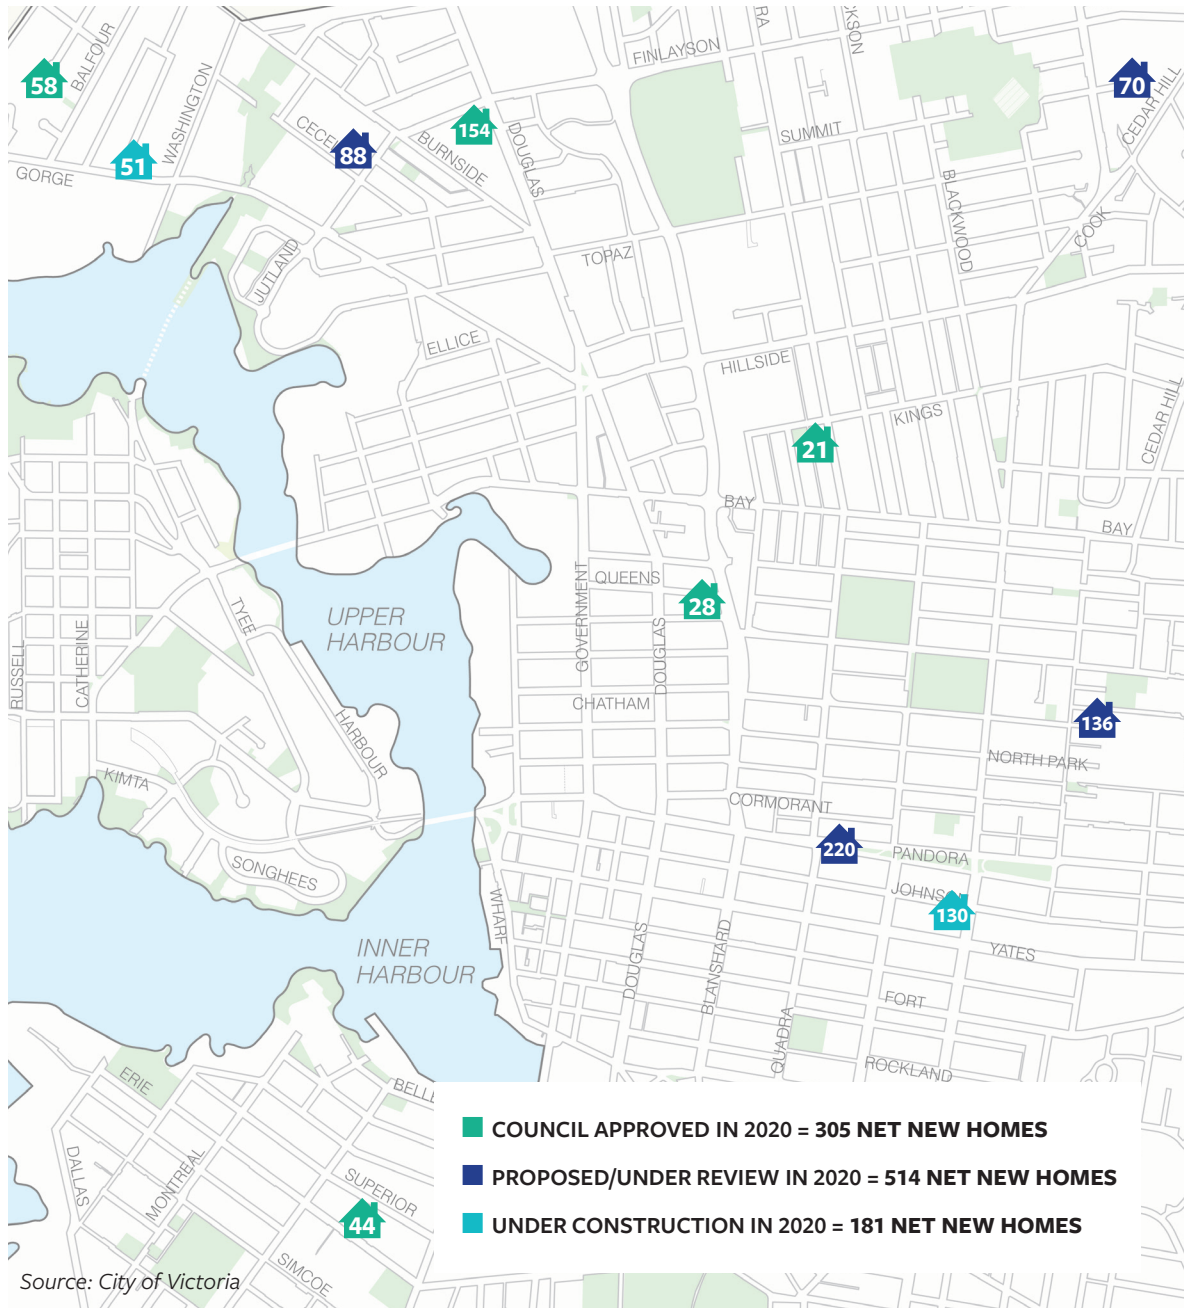 FINLAYSON
RA
CKSON
58
BALFOUR
70
CEDAR HILL
WASHINGTON
154
DOUGLAS
SUMMIT
88
BURNSIDE
51
GORGE
BLACKWOOD
COOK
JUTLAND
TOPAZ
ELLICE
HILLSIDE
KINGS
CEDAR HILL
21
BAY
BAY
QUEENS
28
GOVERNMENT
TYEE
UPPER
HARBOUR
DOUGLAS
RUSSELL
CATHERINE
CHATHAM
136
HARBOUR
NORTH PARK
KIMTA
CORMORANT
220
PANDORA
SONGHEES
130
WHARF
YATES
INNER
HARBOUR
DOUGLAS
BLANSHARD
FORT
QUADRA
ROCKLAND
ERIE
COUNCIL APPROVED IN 2020 = 305 NET NEW HOMES
PROPOSED/UNDER REVIEW IN 2020 = 514 NET NEW HOMES
UNDER CONSTRUCTION IN 2020 = 181 NET NEW HOMES
DALLAS
MONTREAL
SUPERIOR
44
SIMCOE
Source: City of Victoria